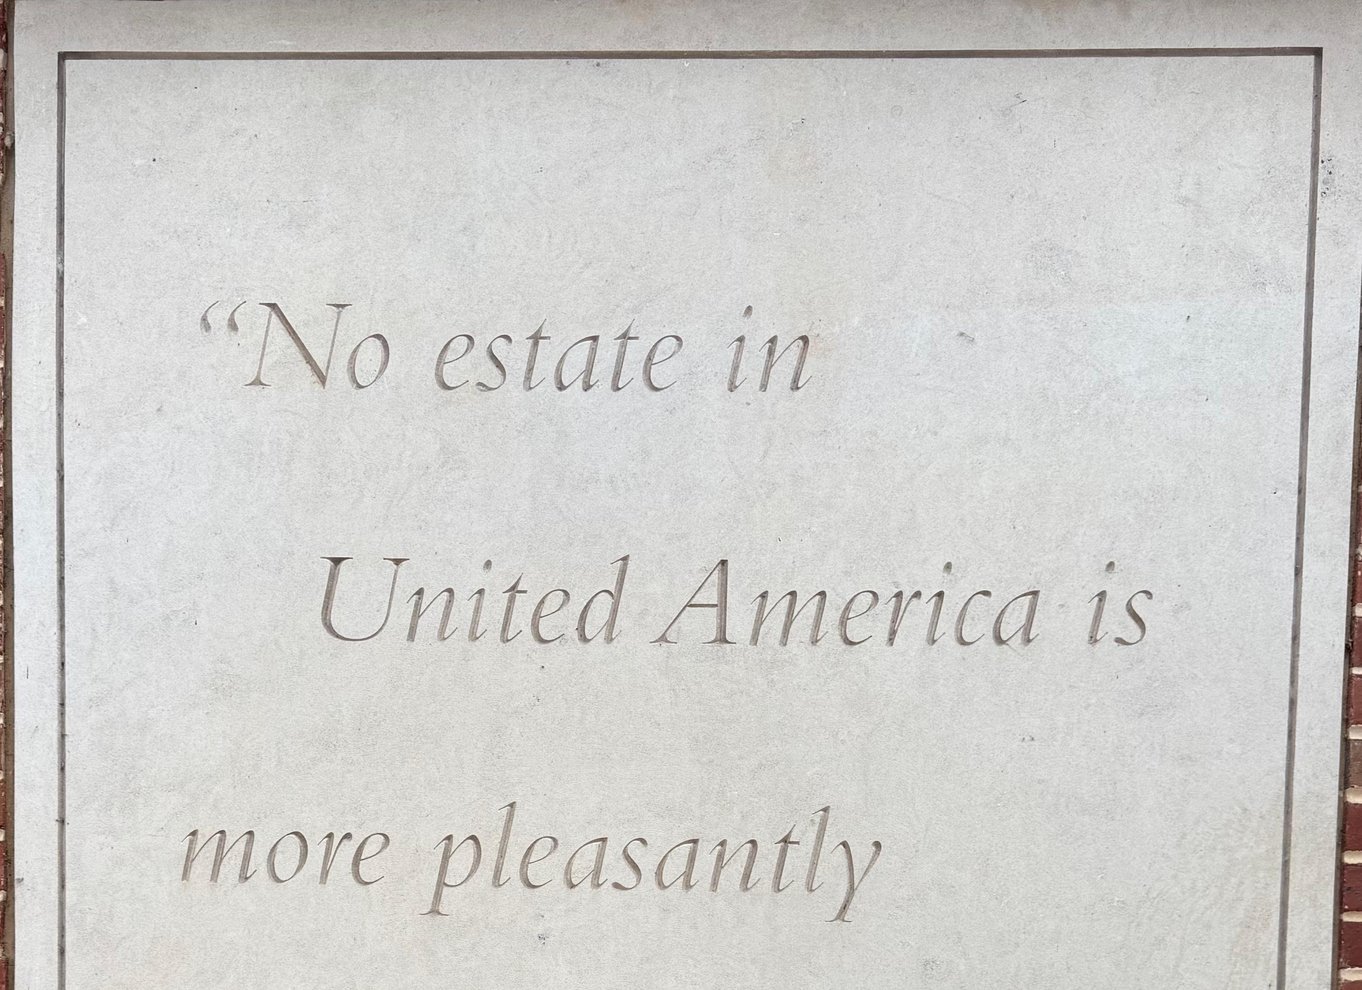 “No estate in
United America is
more pleasantly